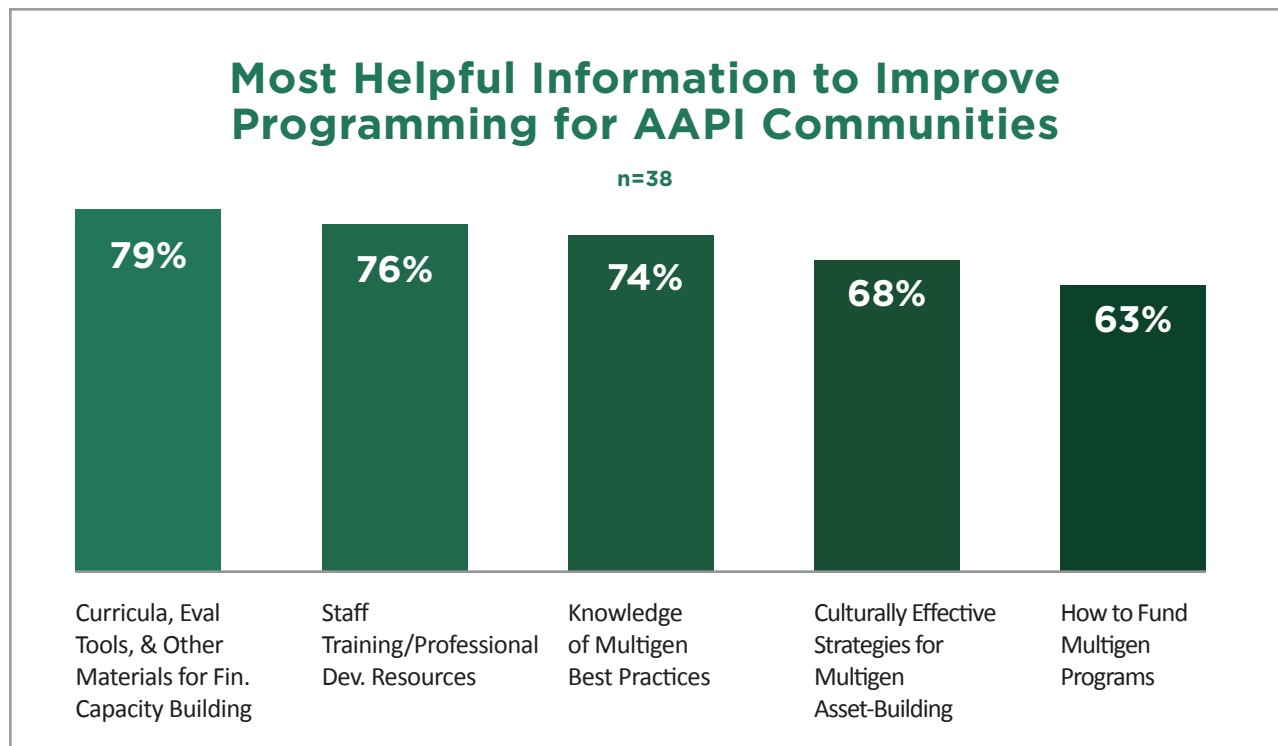 Most Helpful Information to Improve
Programming for AAPI Communities
n=38
79%
76%
74%
68%
63%
Curricula, Eval
Tools, & Other
Materials for Fin.
Capacity Building
Staff
Training/Professional
Dev. Resources
Knowledge
of Multigen
Best Practices
Culturally Effective
Strategies for
Multigen
Asset-Building
How to Fund
Multigen
Programs